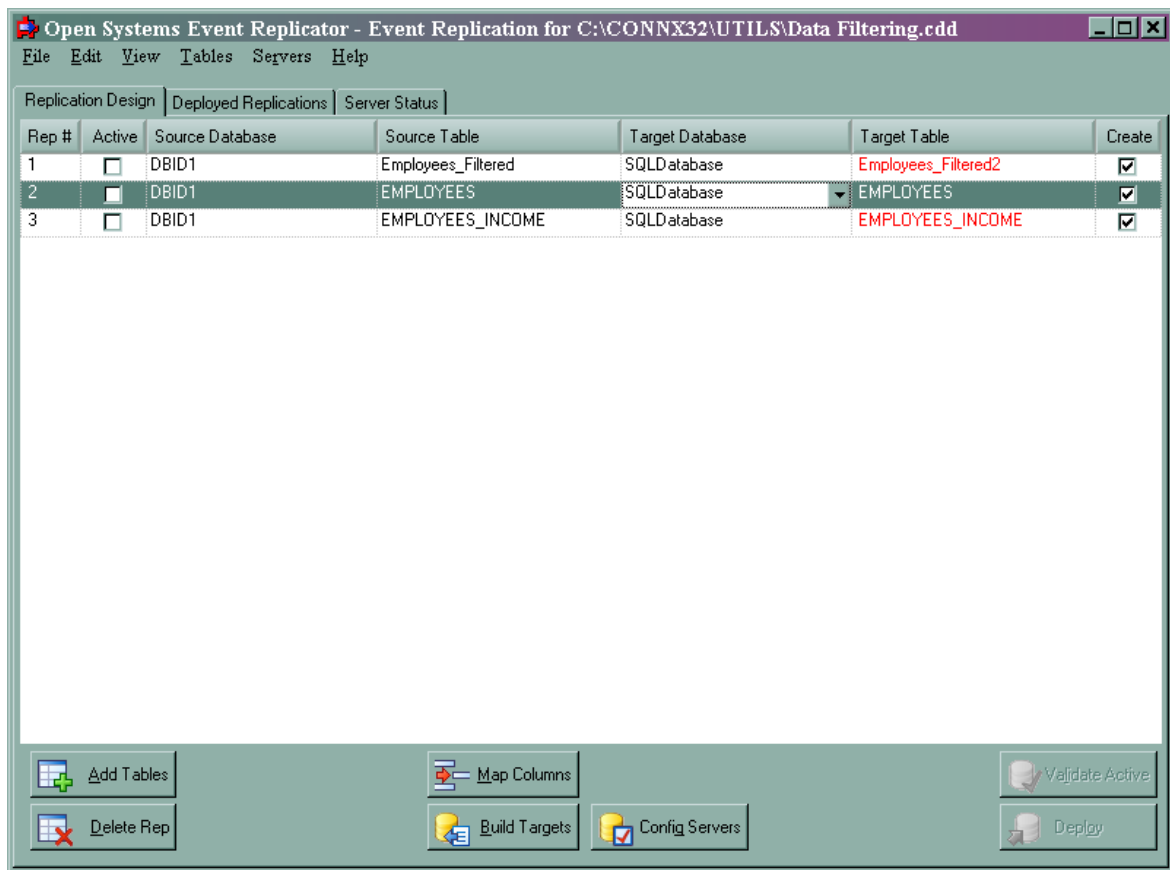 Open Systems Event Replicator - Event Replication for C:\CONNX32\UTILS\Data Filtering.cdd
File Edit View Tables Servers Help
Replication Design Deployed Replications Server Status
Rep # Active Source Database Source Table Target Database Target Table Create
1 DBID1 Employees_Filtered SQLDatabase Employees_Filtered2
2 DBID1 EMPLOYEES SQLDatabase EMPLOYEES
3 DBID1 EMPLOYEES_INCOME SQLDatabase EMPLOYEES_INCOME
Add Tables Map Columns Validate Active
Delete Rep Build Targets Config Servers Deploy